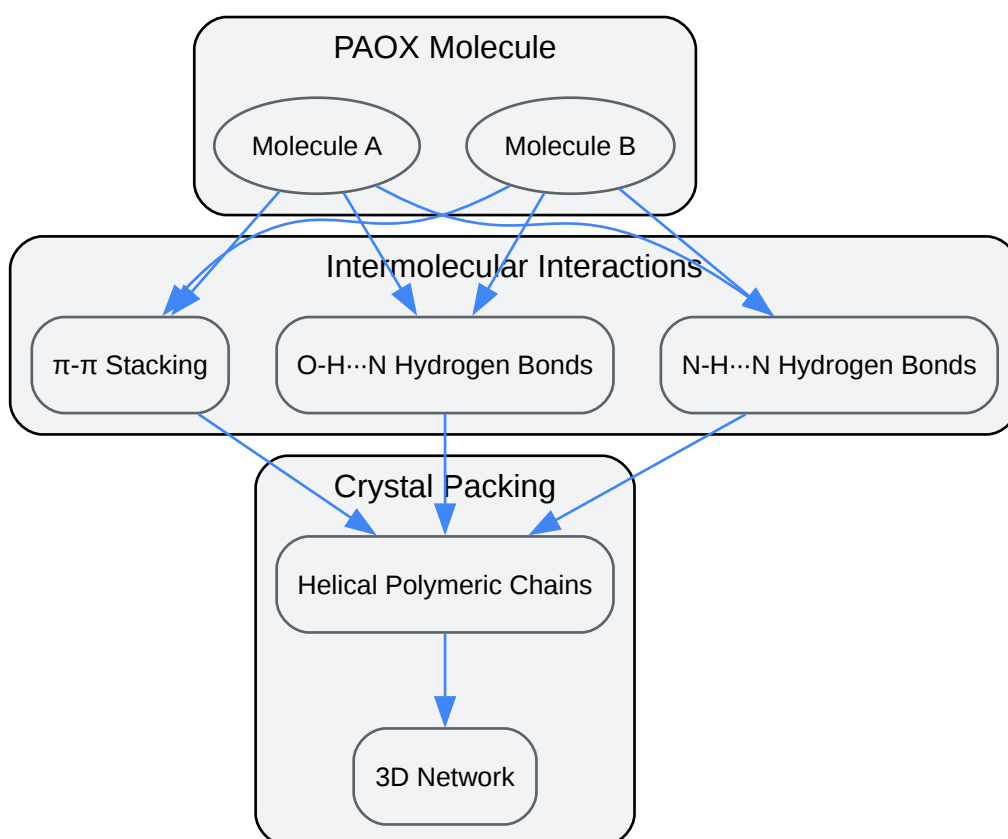 PAOX Molecule
Molecule A
Molecule B
Intermolecular Interactions
π-π Stacking
O-H···N Hydrogen Bonds
N-H···N Hydrogen Bonds
Crystal Packing
Helical Polymeric Chains
3D Network